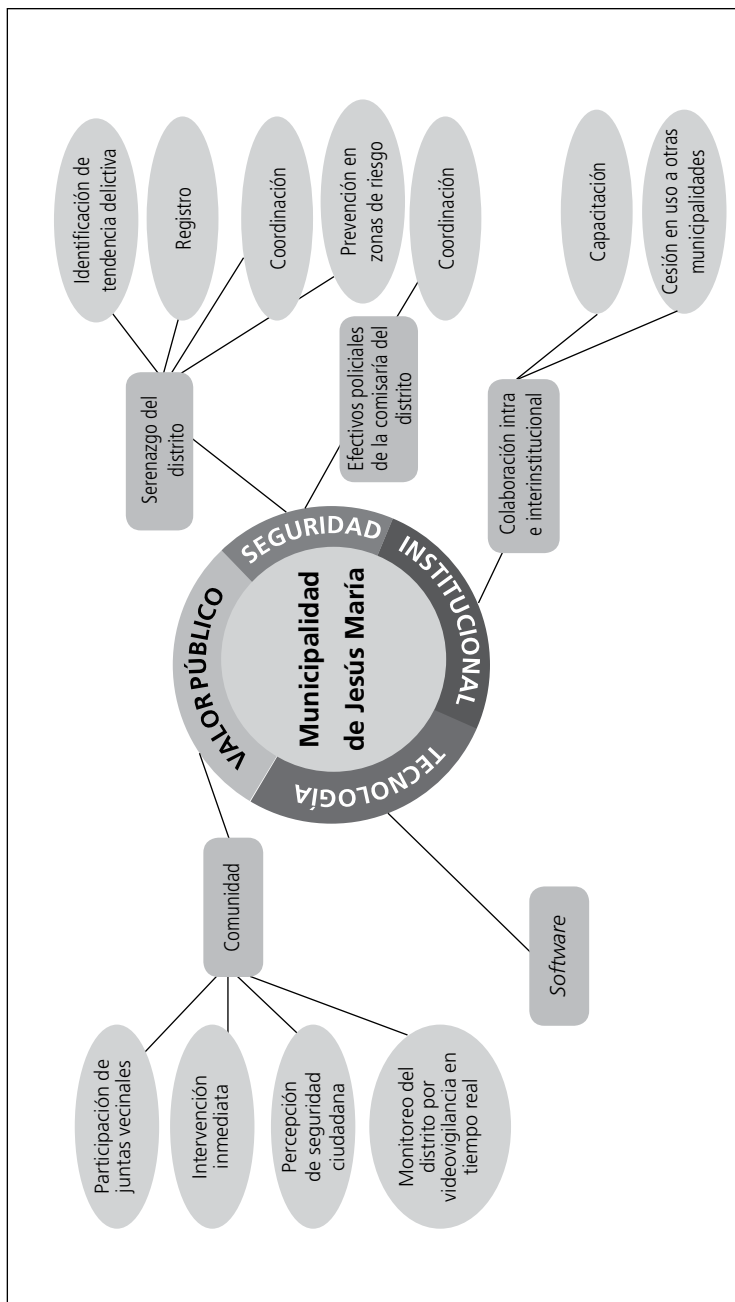 Participación de
juntas vecinales
Intervención
inmediata
Percepción
de seguridad
ciudadana
Monitoreo del
distrito por
videovigilancia en
tiempo real
Comunidad
Software
VALOR PÚBLICO
SEGURIDAD
INSTITUCIONAL
TECNOLOGÍA
Municipalidad
de Jesús María
Serenazgo del
distrito
Efectivos policiales
de la comisaría del
distrito
Colaboración intra
e interinstitucional
Identificación de
tendencia delictiva
Registro
Coordinación
Prevención en
zonas de riesgo
Coordinación
Capacitación
Cesión en uso a otras
municipalidades